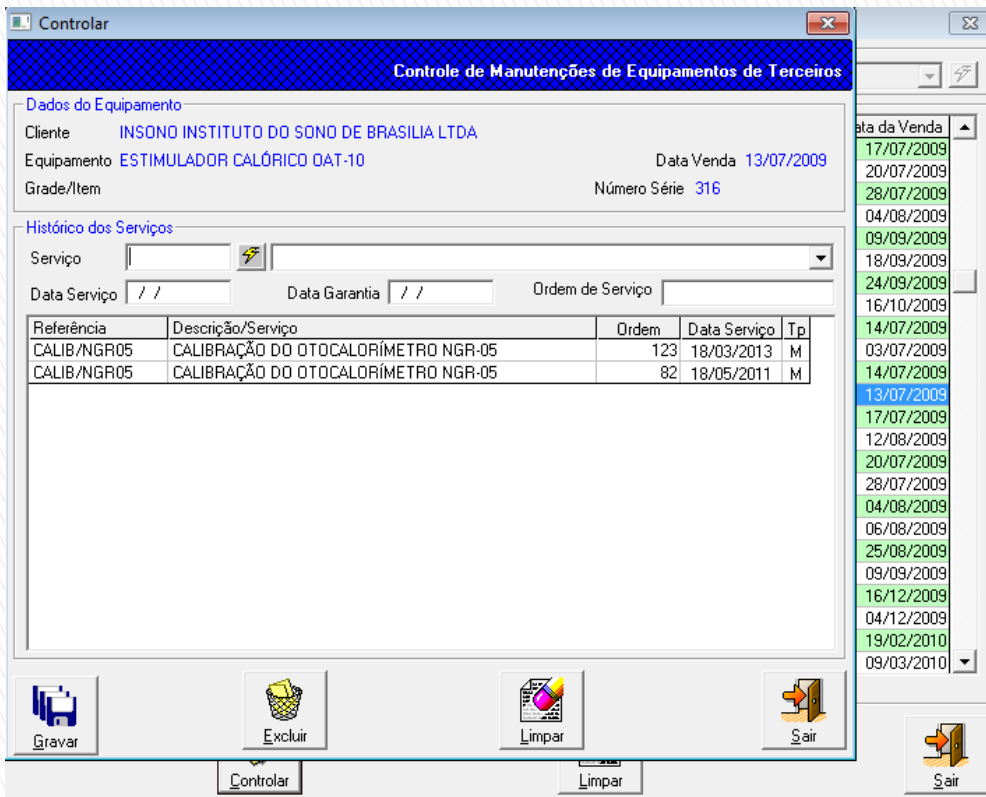 Controlar
Controle de Manutenções de Equipamentos de Terceiros
Dados do Equipamento
Cliente INSONO INSTITUTO DO SONO DE BRASILIA LTDA
Equipamento ESTIMULADOR CALÓRICO OAT-10 Data Venda 13/07/2009
Grade/Item Número Série 316
Histórico dos Serviços
Serviço
Data Serviço / / Data Garantia / / Ordem de Serviço
Referência Descrição/Serviço Ordem Data Serviço Tp
CALIB/NGR05 CALIBRAÇÃO DO OTOCALORÍMETRO NGR-05 123 18/03/2013 M
CALIB/NGR05 CALIBRAÇÃO DO OTOCALORÍMETRO NGR-05 82 18/05/2011 M
Gravar Excluir Limpar Sair
da Venda
17/07/2009
20/07/2009
28/07/2009
04/08/2009
09/09/2009
18/09/2009
24/09/2009
16/10/2009
14/07/2009
03/07/2009
14/07/2009
13/07/2009
17/07/2009
12/08/2009
20/07/2009
28/07/2009
04/08/2009
06/08/2009
25/08/2009
09/09/2009
16/12/2009
04/12/2009
19/02/2010
09/03/2010
Controlar Limpar Sair